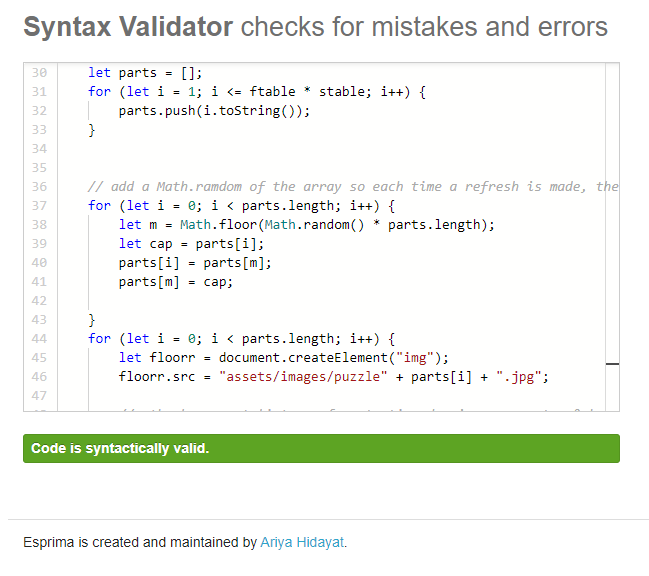 Syntax Validator checks for mistakes and errors
30 let parts = [];
31 for (let i = 1; i <= ftable * stable; i++) {
32 parts.push(i.toString());
33 }
34
35
36 // add a Math.ramdom of the array so each time a refresh is made, the
37 for (let i = 0; i < parts.length; i++) {
38 let m = Math.floor(Math.random() * parts.length);
39 let cap = parts[i];
40 parts[i] = parts[m];
41 parts[m] = cap;
42
43 }
44 for (let i = 0; i < parts.length; i++) {
45 let floorr = document.createElement("img");
46 floorr.src = "assets/images/puzzle" + parts[i] + ".jpg";
47
Code is syntactically valid.
Esprima is created and maintained by Ariya Hidayat.